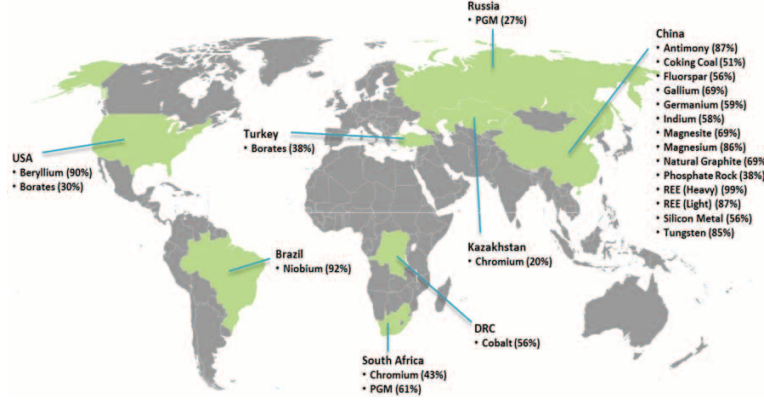 Russia
• PGM (27%)
China
• Antimony (87%)
• Coking Coal (51%)
• Fluorspar (56%)
• Gallium (69%)
• Germanium (59%)
• Indium (58%)
• Magnesite (69%)
• Magnesium (86%)
• Natural Graphite (69%)
• Phosphate Rock (38%)
• REE (Heavy) (99%)
• REE (Light) (87%)
• Silicon Metal (56%)
• Tungsten (85%)
Turkey
• Borates (38%)
USA
• Beryllium (90%)
• Borates (30%)
Kazakhstan
• Chromium (20%)
Brazil
• Niobium (92%)
DRC
• Cobalt (56%)
South Africa
• Chromium (43%)
• PGM (61%)